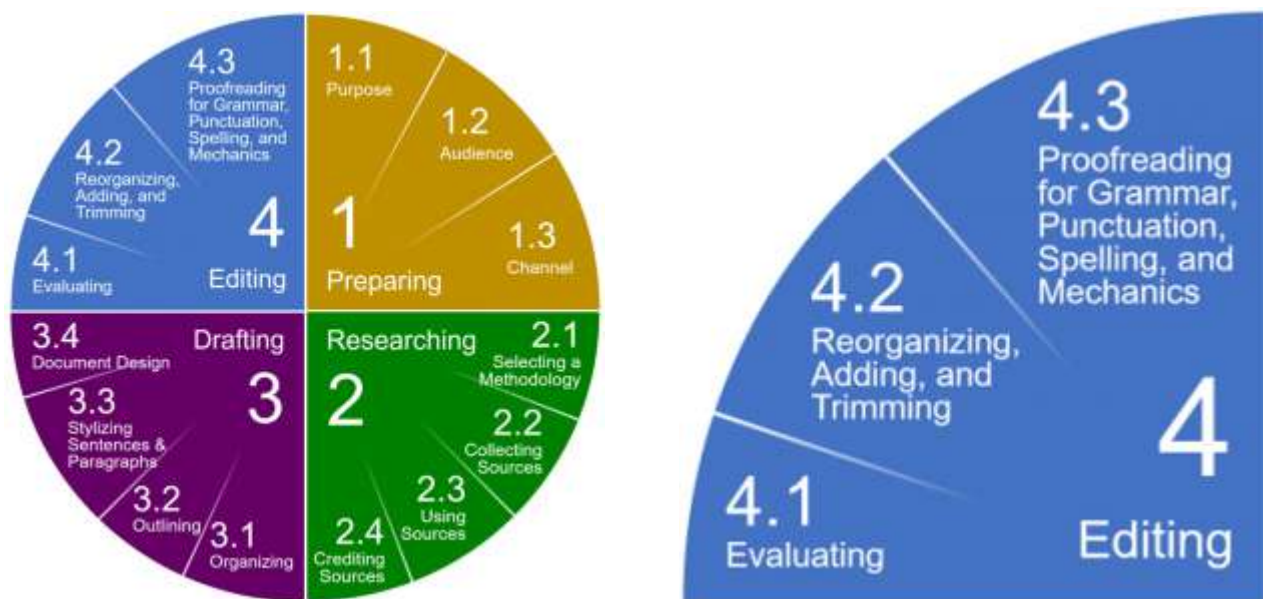 4.3
Proofreading
for Grammar,
Punctuation,
Spelling, and
Mechanics
4.2
Reorganizing,
Adding, and
Trimming
4.1
Evaluating
4
Editing
1.1
Purpose
1.2
Audience
1.3
Channel
1
Preparing
Researching
2
2.1
Selecting a
Methodology
2.2
Collecting
Sources
2.3
Using
Sources
2.4
Crediting
Sources
Drafting
3
3.4
Document Design
3.3
Stylizing
Sentences &
Paragraphs
3.2
Outlining
3.1
Organizing
4.3
Proofreading
for Grammar,
Punctuation,
Spelling, and
Mechanics
4.2
Reorganizing,
Adding, and
Trimming
4.1
Evaluating
4
Editing